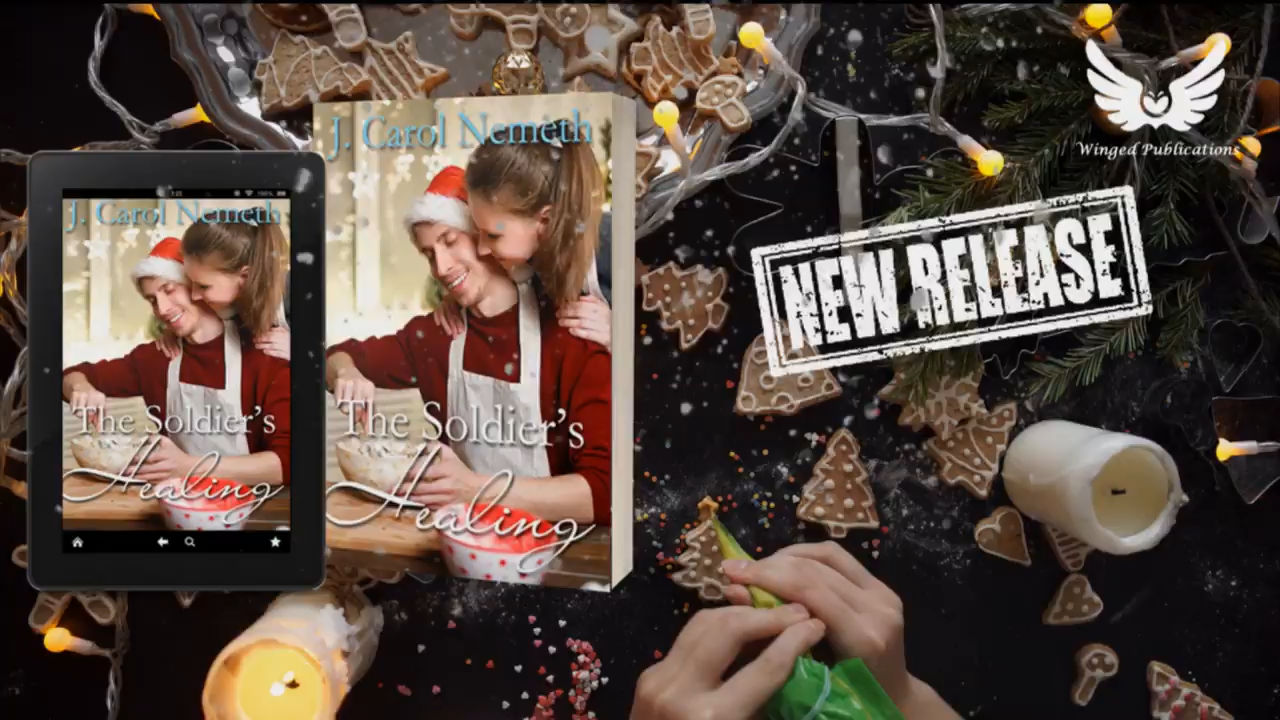 J. Carol Nemeth
The Soldier's
Healing
J. Carol Nemeth
The Soldier's
Healing
NEW RELEASE
Winged Publications